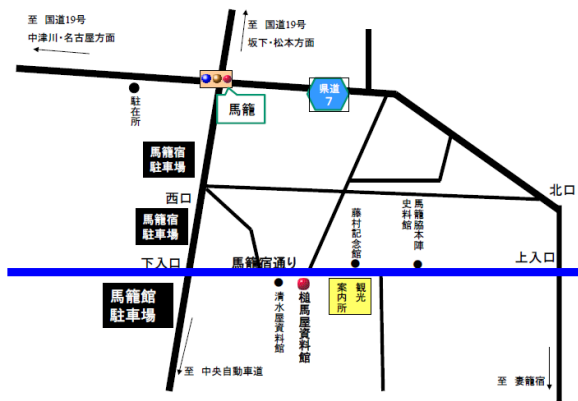 至 国道19号
中津川・名古屋方面
至 国道19号
坂下・松本方面
県道
7
馬籠
駐在所
馬籠宿
駐車場
西口
北口
馬籠宿
駐車場
馬籠脇本陣
史料館
藤村記念館
下入口
馬籠宿通り
上入口
馬籠館
駐車場
清水屋資料館
槌馬屋資料館
観光
案内所
至 中央自動車道
至 妻籠宿